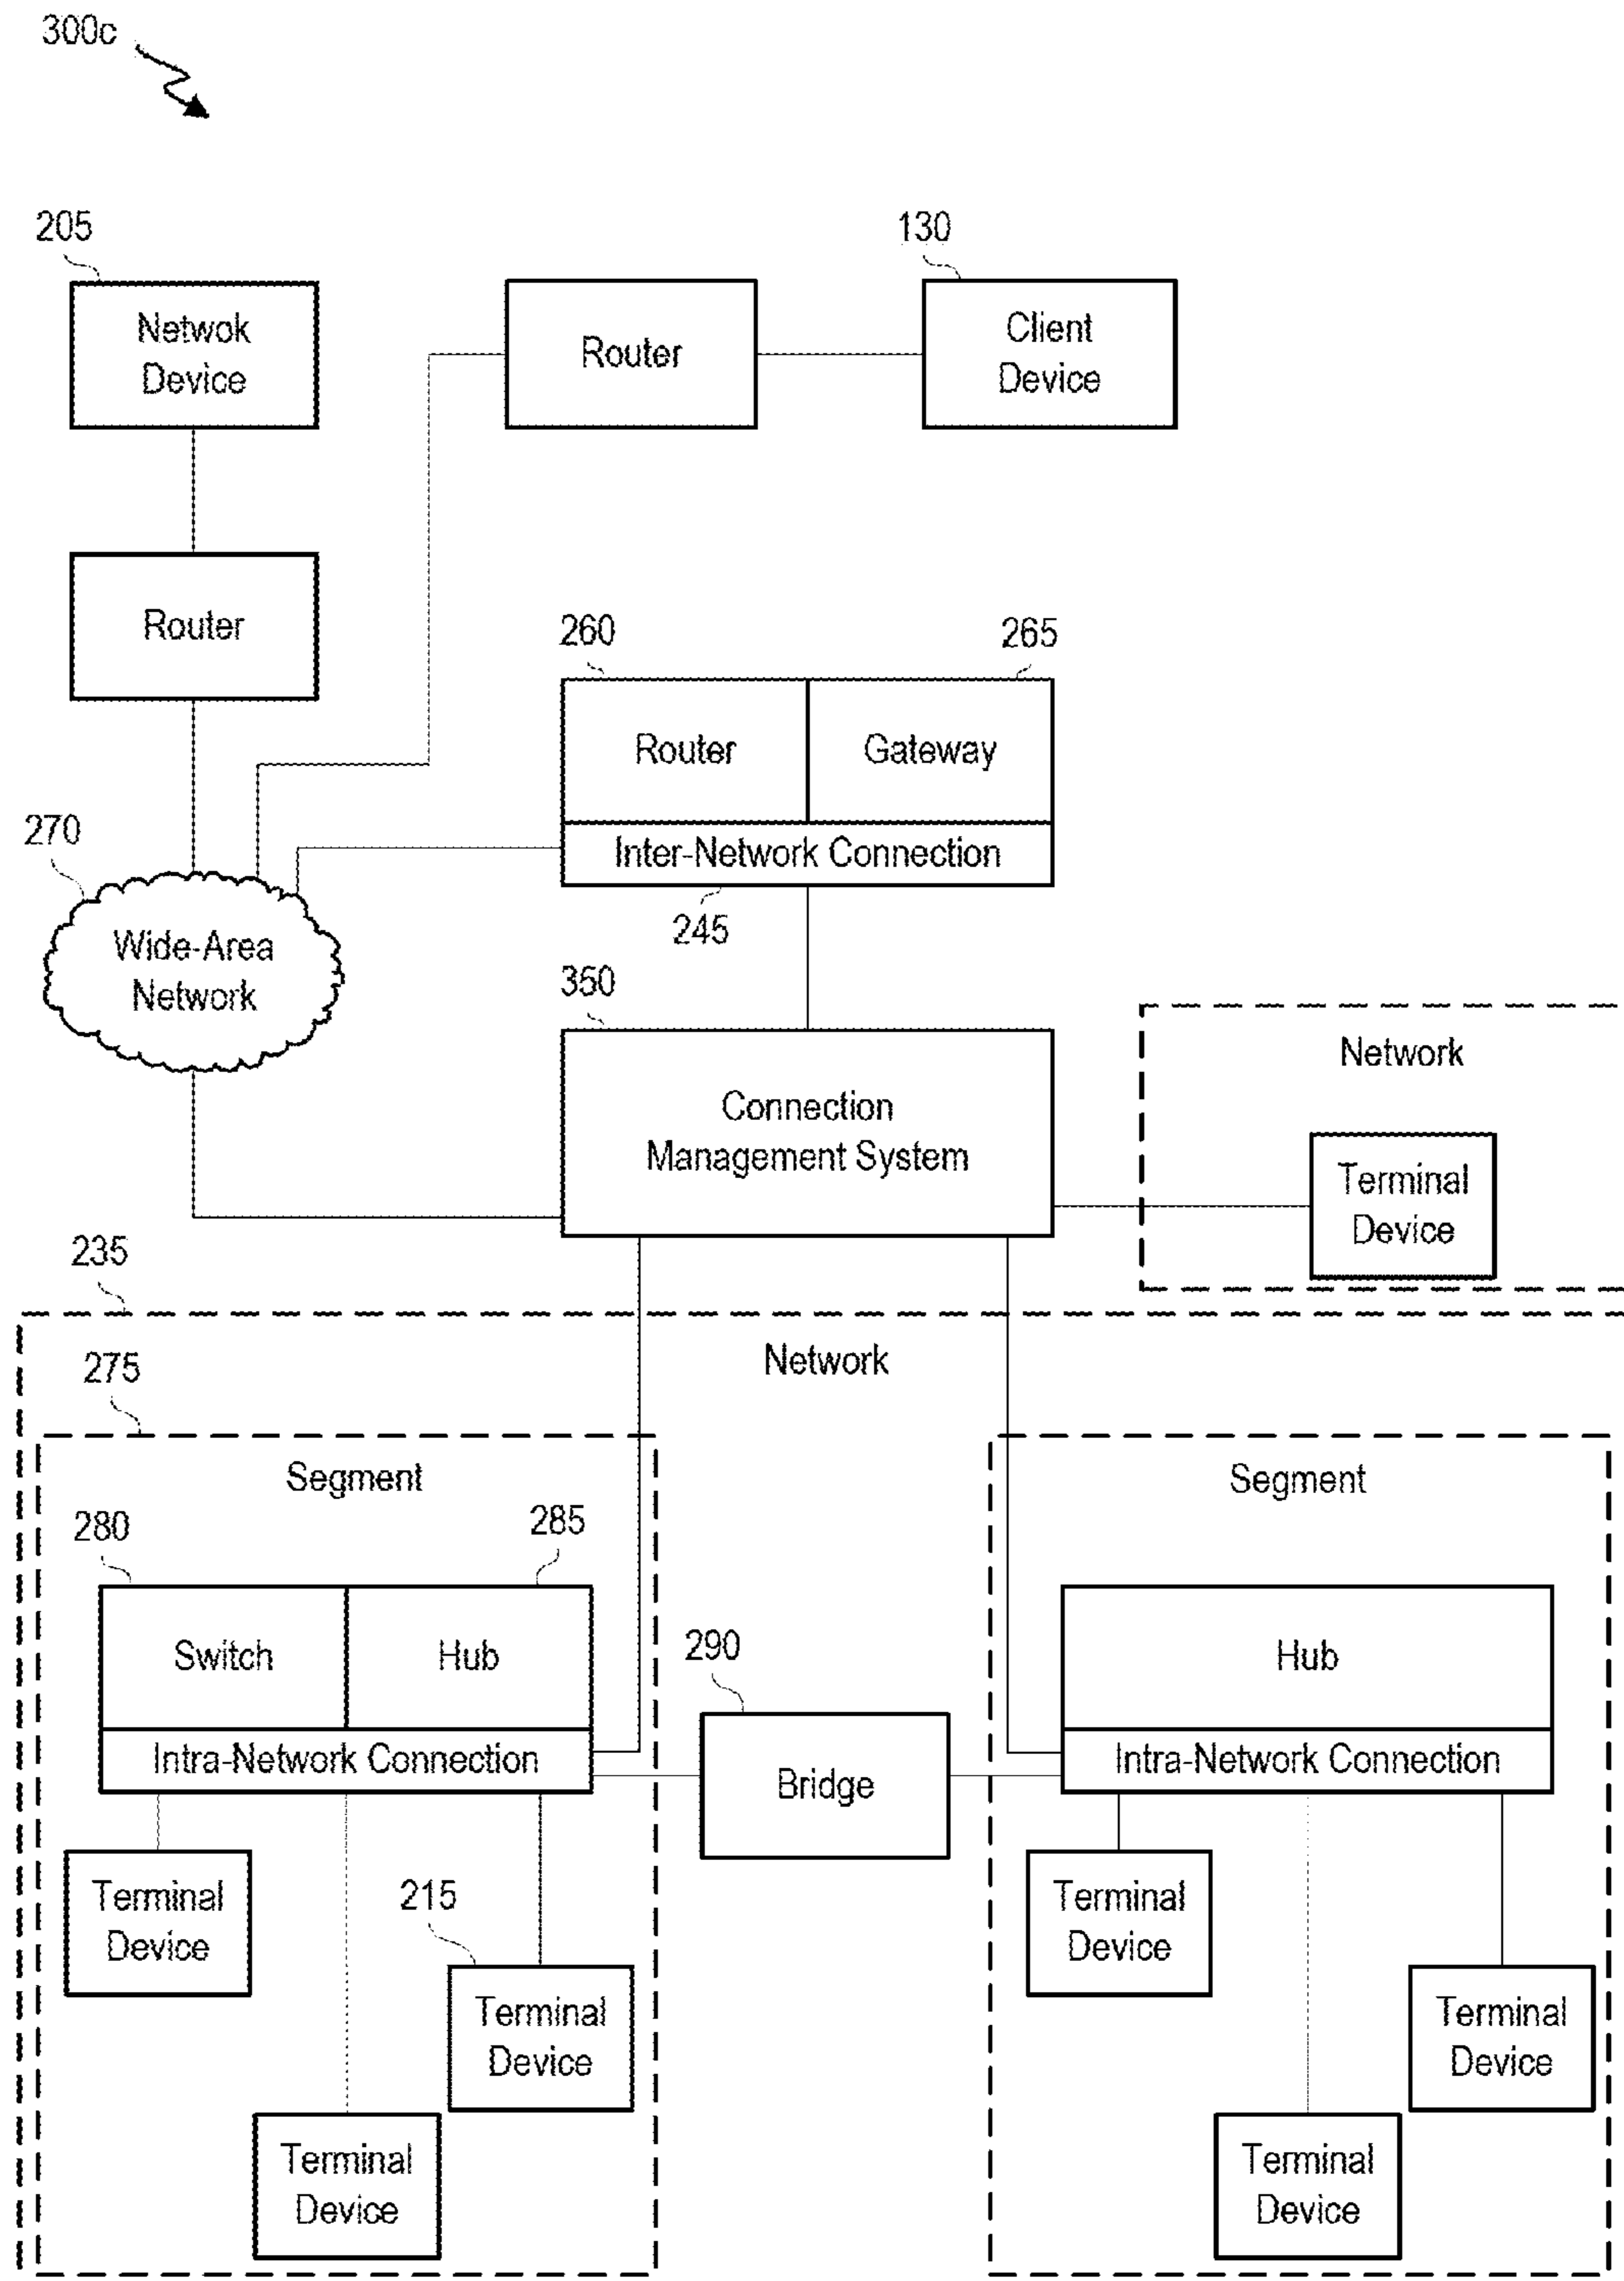 300c
205
130
Netwok
Device
Router
Client
Device
Router
260
265
Router
Gateway
Inter-Network Connection
245
270
Wide-Area
Network
350
Connection
Management System
Network
Terminal
Device
235
Network
275
Segment
Segment
280
285
Switch
Hub
Intra-Network Connection
290
Bridge
Hub
Intra-Network Connection
Terminal
Device
215
Terminal
Device
Terminal
Device
Terminal
Device
Terminal
Device
Terminal
Device